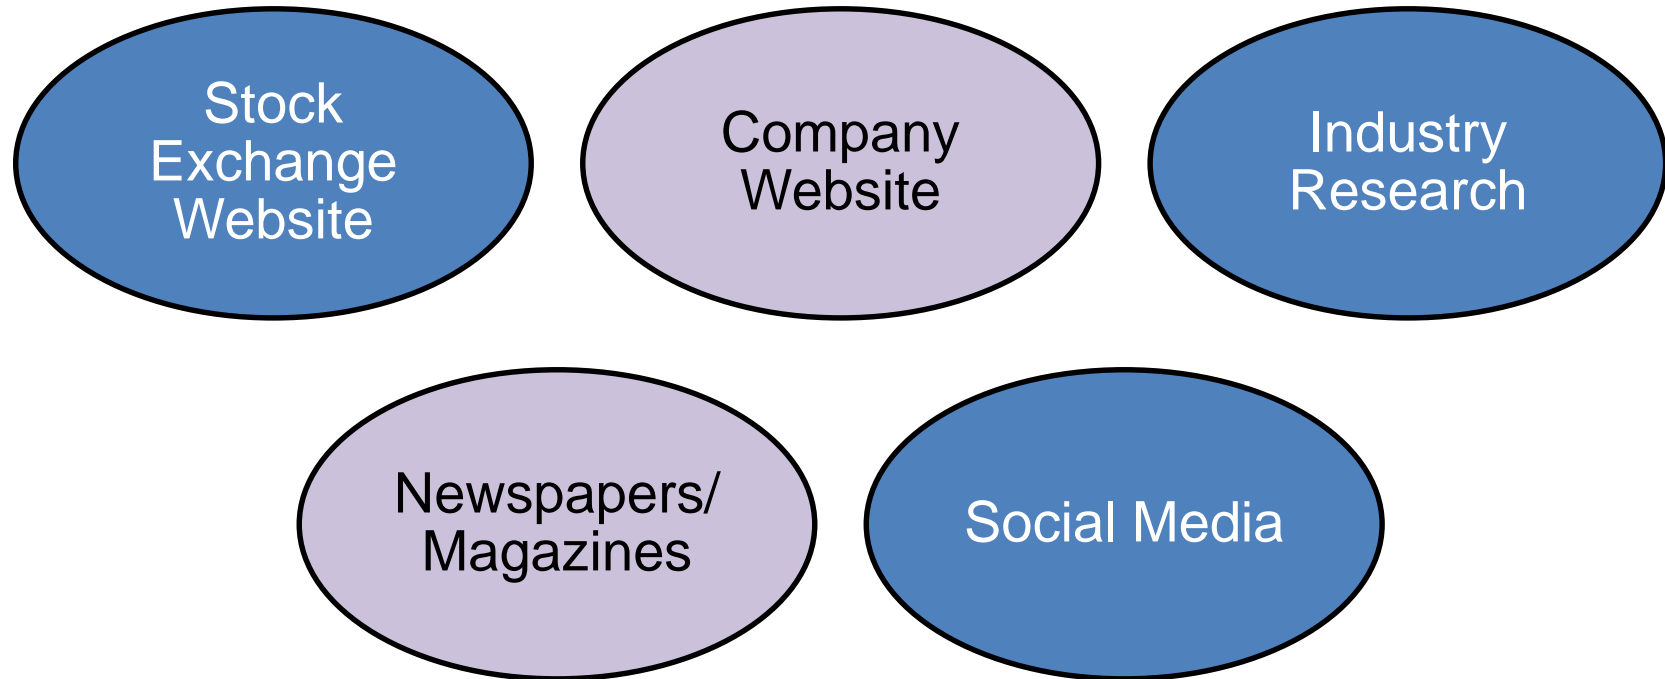 Stock
Exchange
Website
Company
Website
Industry
Research
Newspapers/
Magazines
Social Media